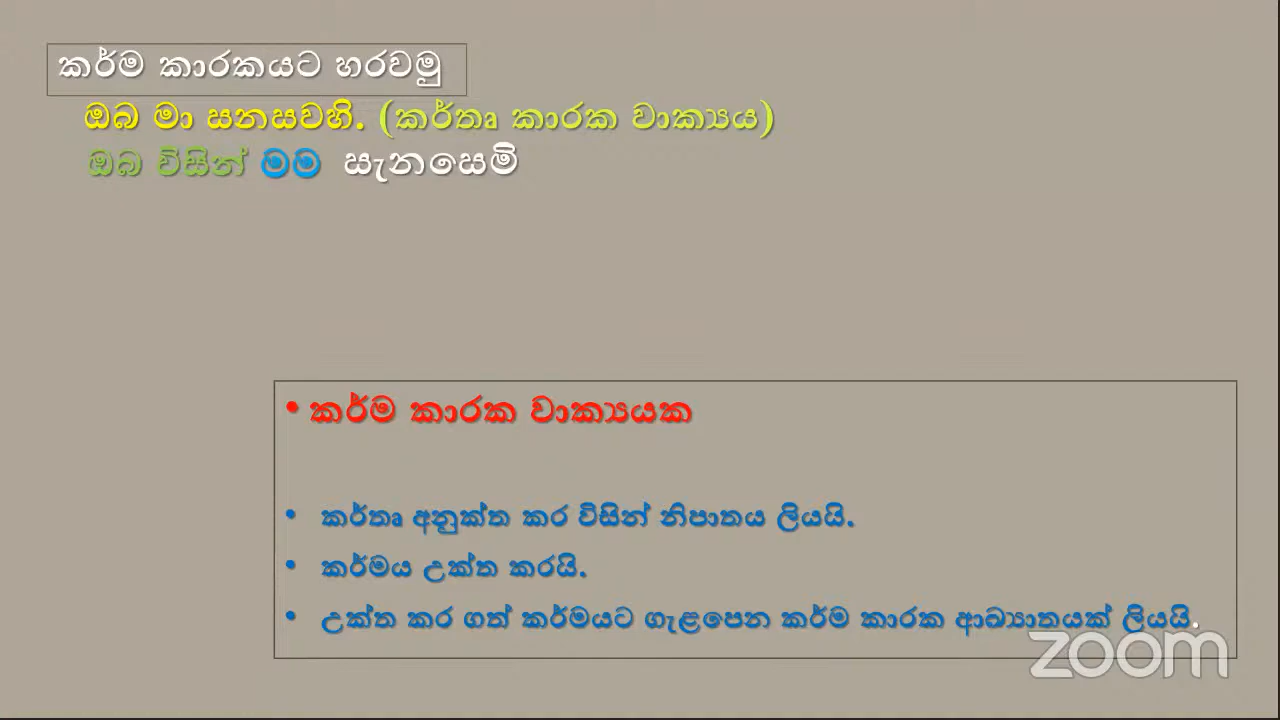 කර්ම කාරකයට හරවමු
ඔබ මා සනසවහි. (කර්තෘ කාරක වාක්‍යය)
ඔබ විසින් මම සැනසෙමි
• කර්ම කාරක වාක්‍යයක
• කර්තෘ අනුක්ත කර විසින් නිපාතය ලියයි.
• කර්මය උක්ත කරයි.
• උක්ත කර ගත් කර්මයට ගැළපෙන කර්ම කාරක ආඛ්‍යාතයක් ලියයි.
zoom